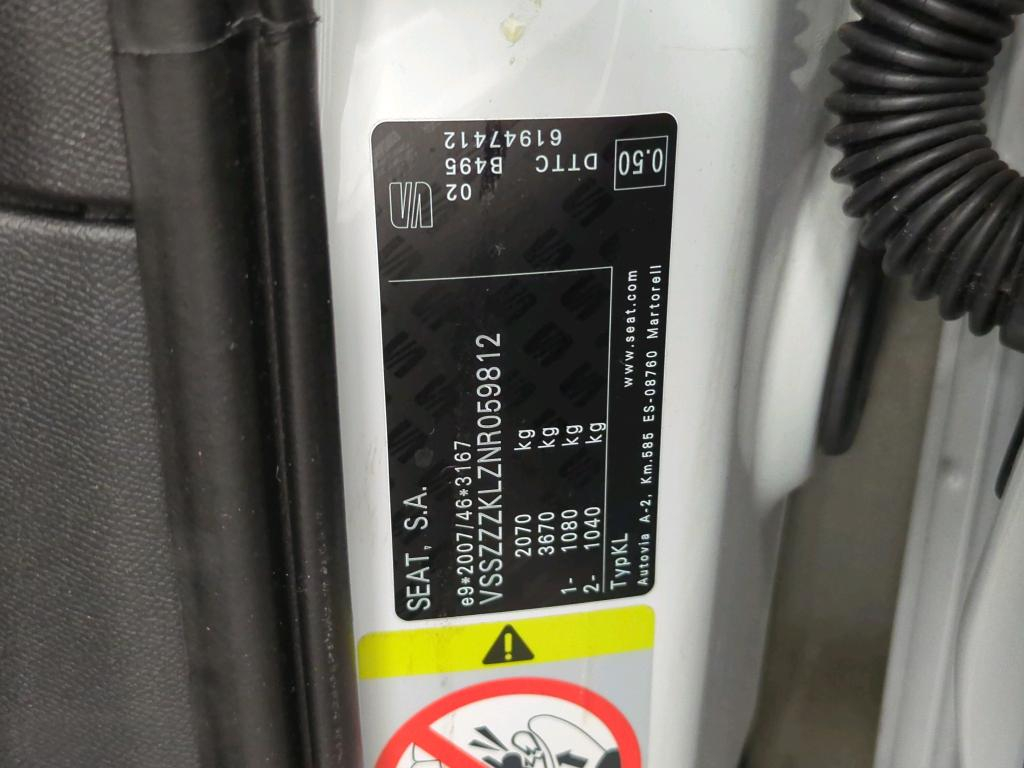 SEAT, S.A.
e9*2007/46*3167
VSSZZZKLZNR059812
2070 kg
3670 kg
1- 1080 kg
2.- 1040 kg
TypKL
www.seat.com
Autovia A-2, Km.585 ES-08760 Martorell
02
B495
61947412
DTTC
0.50